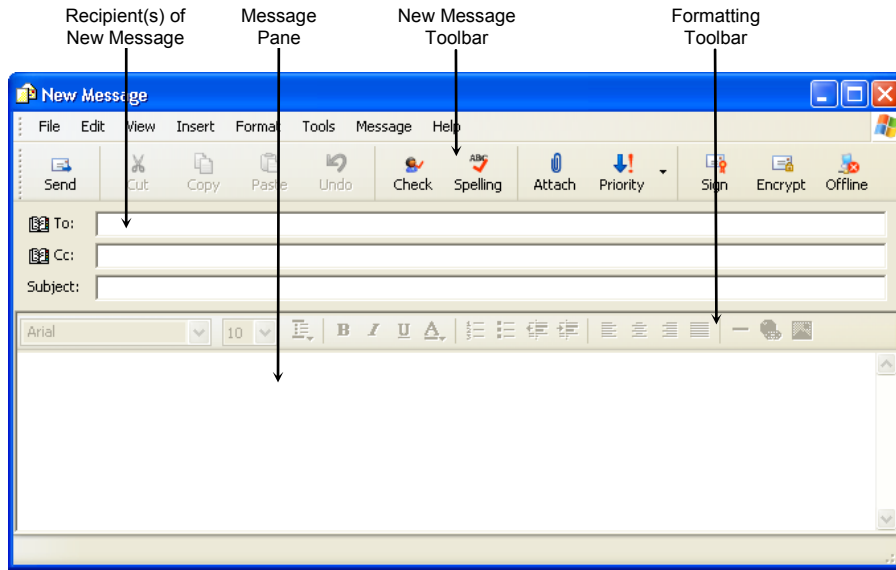 Recipient(s) of New Message
Message Pane
New Message Toolbar
Formatting Toolbar
New Message
File Edit View Insert Format Tools Message Help
Send Cut Copy Paste Undo Check ABC Spelling Attach Priority Sign Encrypt Offline
To:
Cc:
Subject:
Arial 10 B I U A